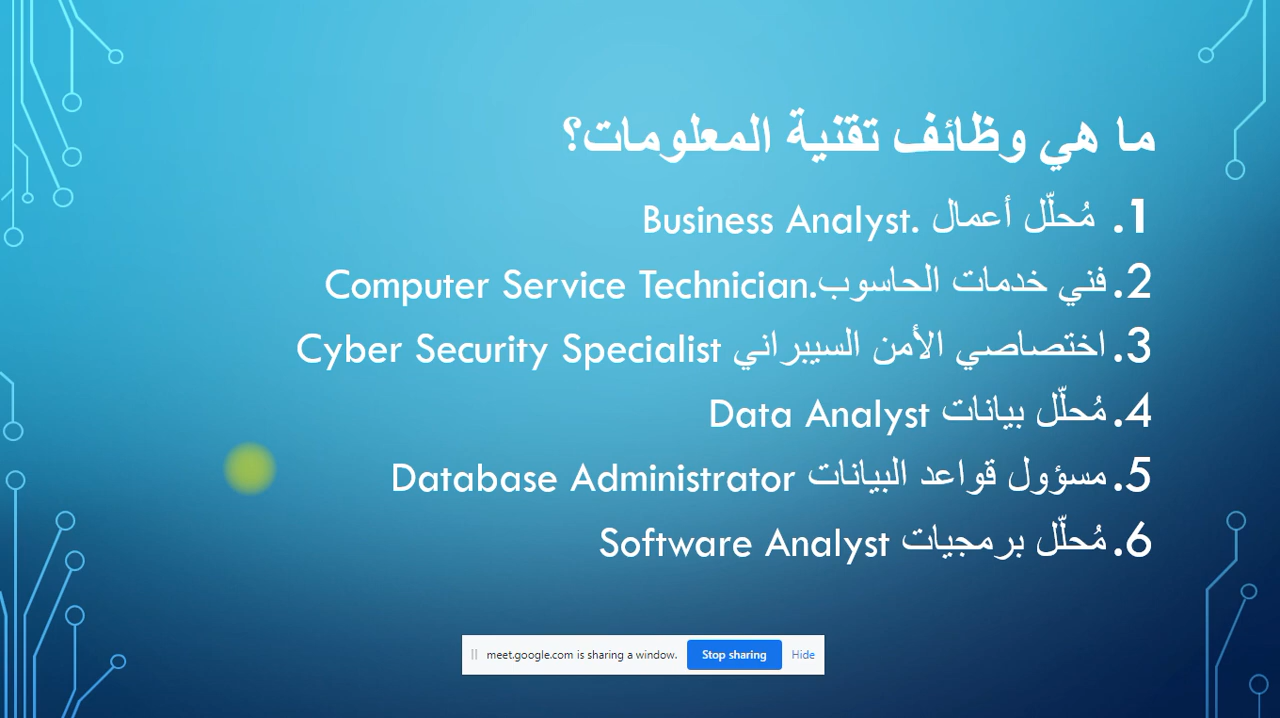 ما هي وظائف تقنية المعلومات؟
1. مُحلّل أعمال .Business Analyst
2. فني خدمات الحاسوب.Computer Service Technician
3. اختصاصي الأمن السيبراني Cyber Security Specialist
4. مُحلّل بيانات Data Analyst
5. مسؤول قواعد البيانات Database Administrator
6. مُحلّل برمجيات Software Analyst
meet.google.com is sharing a window. Stop sharing Hide